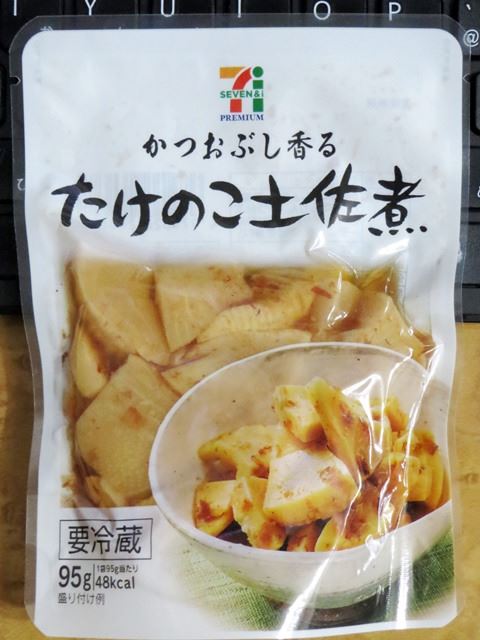 T Y U I O P
@
7i
SEVEN&i
PREMIUM
かつおぶし香る
たけのこ土佐煮
要冷蔵
95g 1袋95g当たり 48kcal
盛り付け例